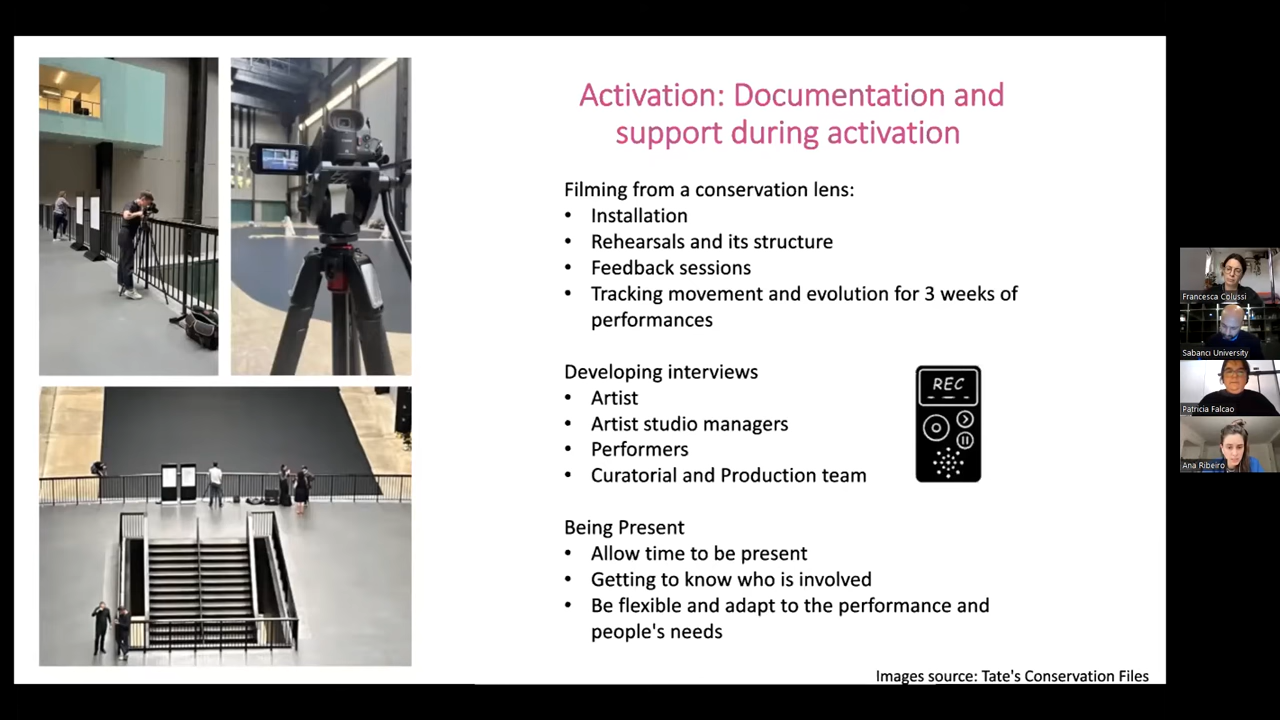 Activation: Documentation and
support during activation
Filming from a conservation lens:
• Installation
• Rehearsals and its structure
• Feedback sessions
• Tracking movement and evolution for 3 weeks of
performances
Developing interviews
• Artist
• Artist studio managers
• Performers
• Curatorial and Production team
REC
Being Present
• Allow time to be present
• Getting to know who is involved
• Be flexible and adapt to the performance and
people's needs
Images source: Tate's Conservation Files
Francesca Colussi
Sabancı University
Patricia Falcao
Ana Ribeiro